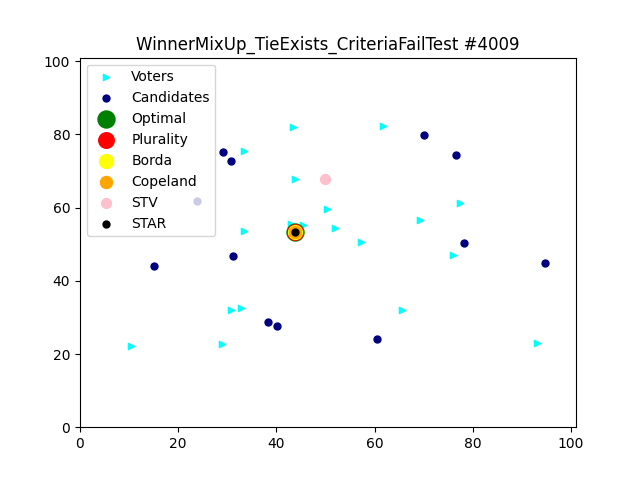 WinnerMixUp_TieExists_CriteriaFailTest #4009
100
80
60
40
20
0
0
20
40
60
80
100
Voters
Candidates
Optimal
Plurality
Borda
Copeland
STV
STAR